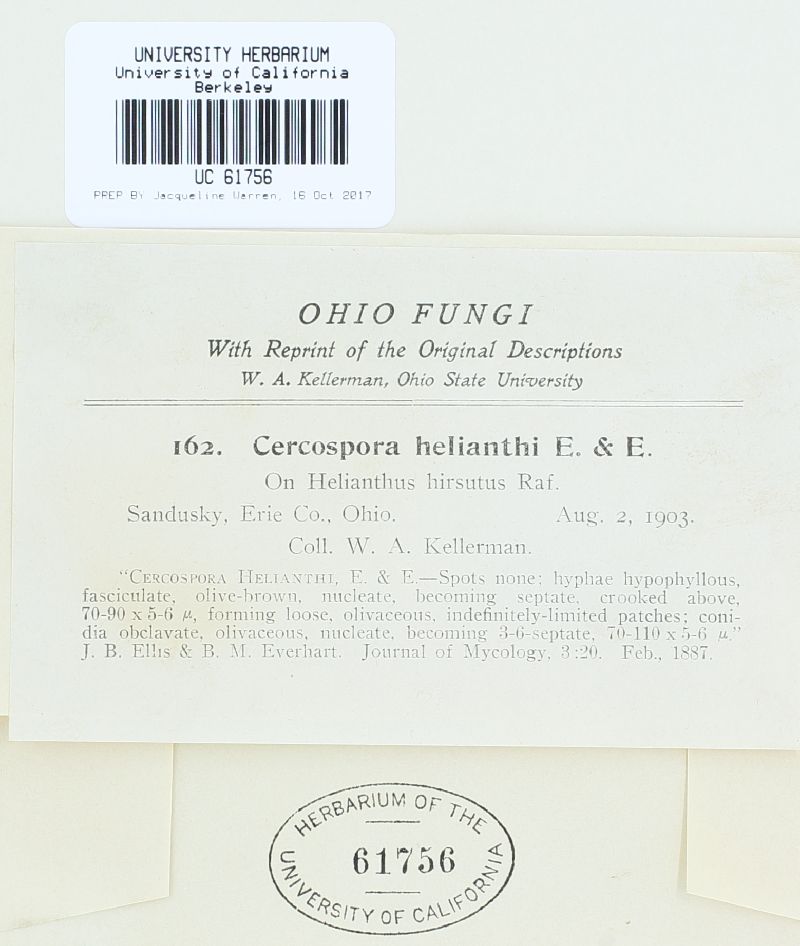 UNIVERSITY HERBARIUM
University of California
Berkeley
UC 61756
PREP BY Jacqueline Warren, 16 Oct 2017
OHIO FUNGI
With Reprint of the Original Descriptions
W. A. Kellerman, Ohio State University
162. Cercospora helianthi E. & E.
On Helianthus hirsutus Raf.
Sandusky, Erie Co., Ohio. Aug. 2, 1903.
Coll. W. A. Kellerman.
"CERCOSPORA HELIANTHI, E. & E.—Spots none; hyphae hypophyllous,
fasciculate, olive-brown, nucleate, becoming septate, crooked above,
70-90 x 5-6 μ, forming loose, olivaceous, indefinitely-limited patches; coni-
dia obclavate, olivaceous, nucleate, becoming 3-6-septate, 70-110 x 5-6 μ."
J. B. Ellis & B. M. Everhart. Journal of Mycology, 3:20. Feb., 1887.
HERBARIUM OF THE
61756
UNIVERSITY OF CALIFORNIA